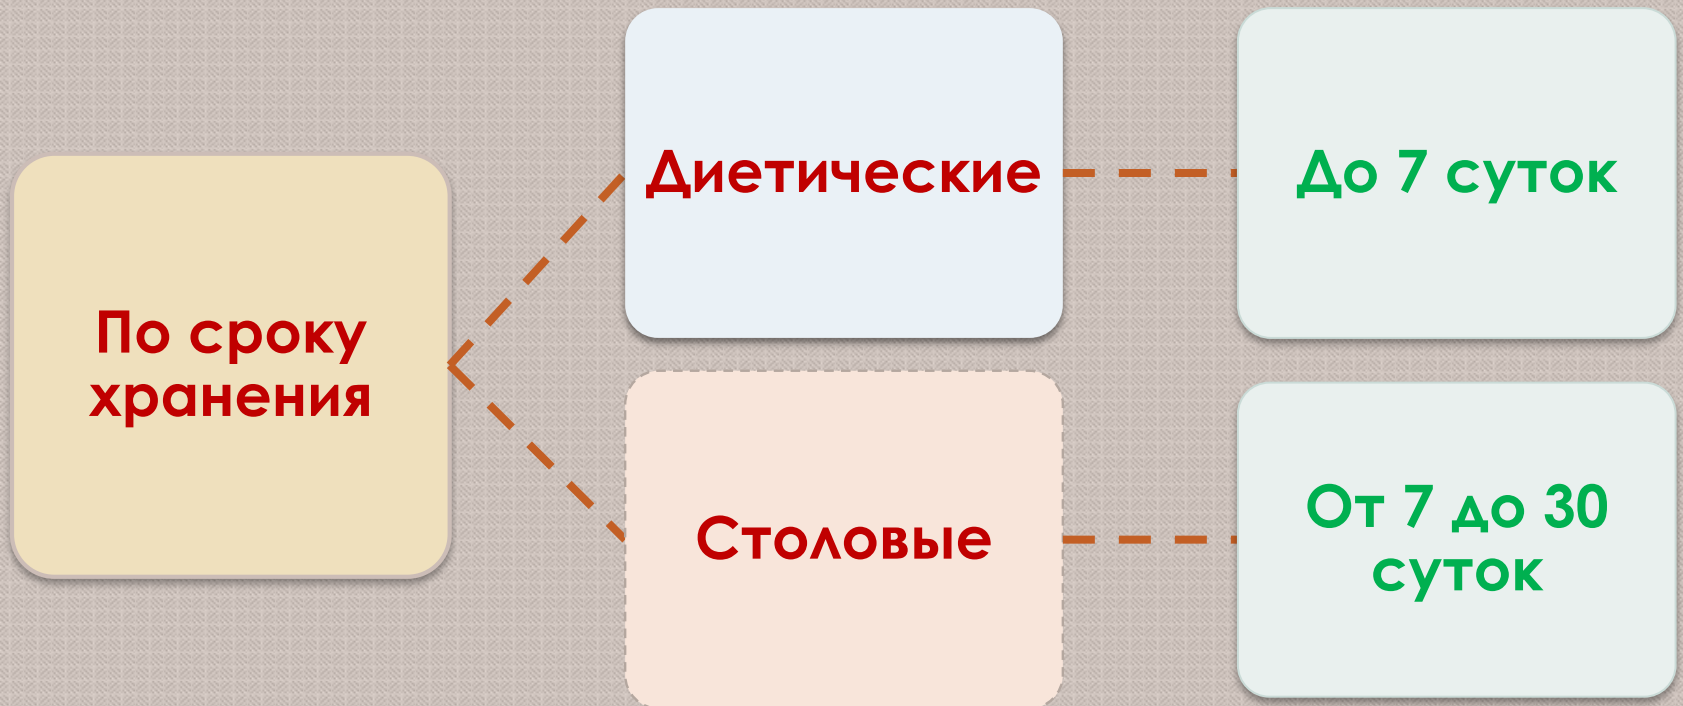 По сроку
хранения
Диетические
До 7 суток
Столовые
От 7 до 30
суток